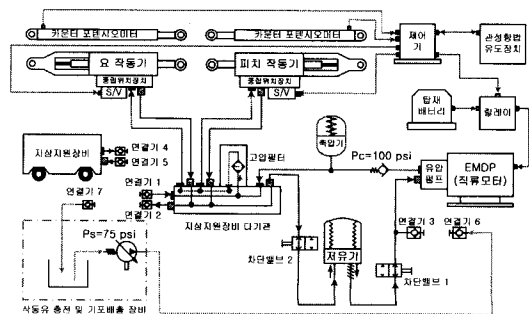 카운터 포텐시오미터
카운터 포텐시오미터
제어기
관성항법
유도장치
요 작동기
피치 작동기
중립위치장치
중립위치장치
S/V
S/V
탑재
배터리
릴레이
축압기
고압필터
Pc=100 psi
유압
펌프
EMDP
(직류모터)
지상지원장비
연결기 4
연결기 5
연결기 7
연결기 1
연결기 2
지상지원장비 다기관
연결기 3
연결기 6
Ps=75 psi
차단밸브 2
저유기
차단밸브 1
작동유 충전 및 기포배출 장비